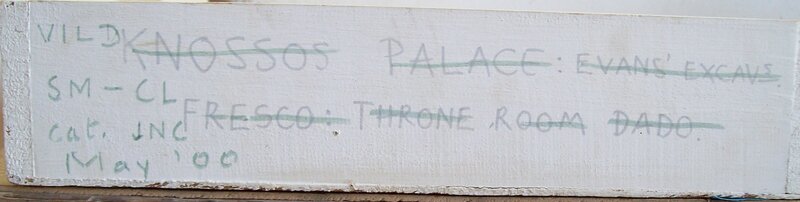 VILD
KNOSSOS PALACE: EVANS' EXCAVS.
SM-CL
FRESCO: THRONE ROOM DADO.
Cat. INC
May '00